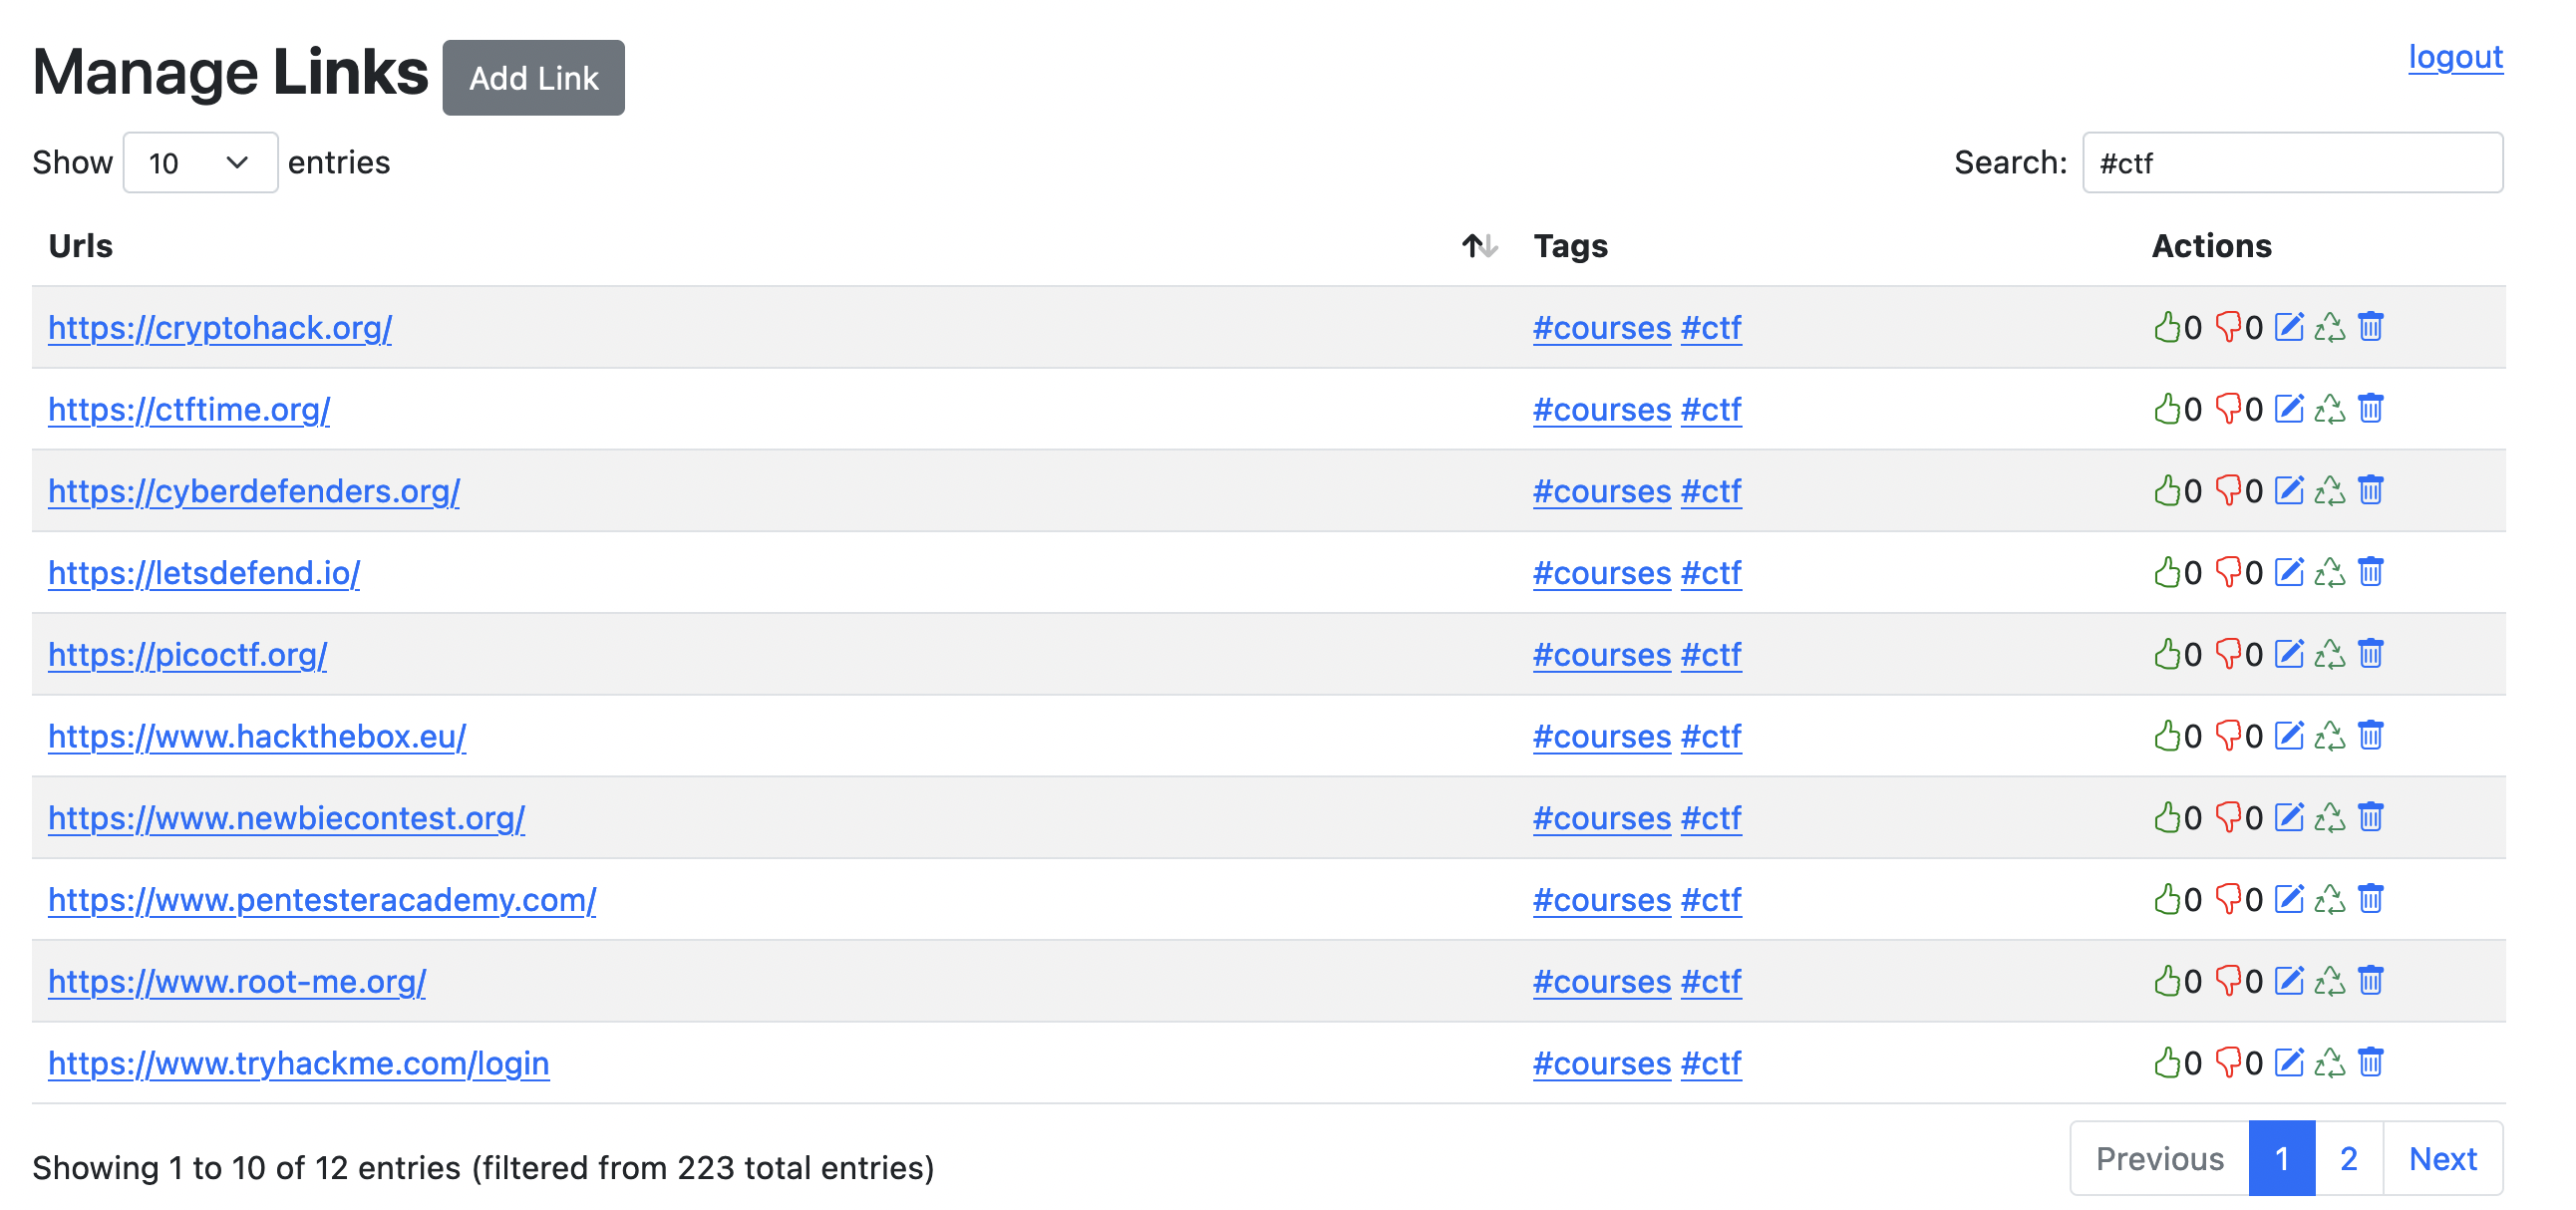 Manage Links Add Link logout
Show 10 entries Search: #ctf
Urls Tags Actions
https://cryptohack.org/ #courses #ctf 0 0
https://ctftime.org/ #courses #ctf 0 0
https://cyberdefenders.org/ #courses #ctf 0 0
https://letsdefend.io/ #courses #ctf 0 0
https://picoctf.org/ #courses #ctf 0 0
https://www.hackthebox.eu/ #courses #ctf 0 0
https://www.newbiecontest.org/ #courses #ctf 0 0
https://www.pentesteracademy.com/ #courses #ctf 0 0
https://www.root-me.org/ #courses #ctf 0 0
https://www.tryhackme.com/login #courses #ctf 0 0
Showing 1 to 10 of 12 entries (filtered from 223 total entries) Previous 1 2 Next